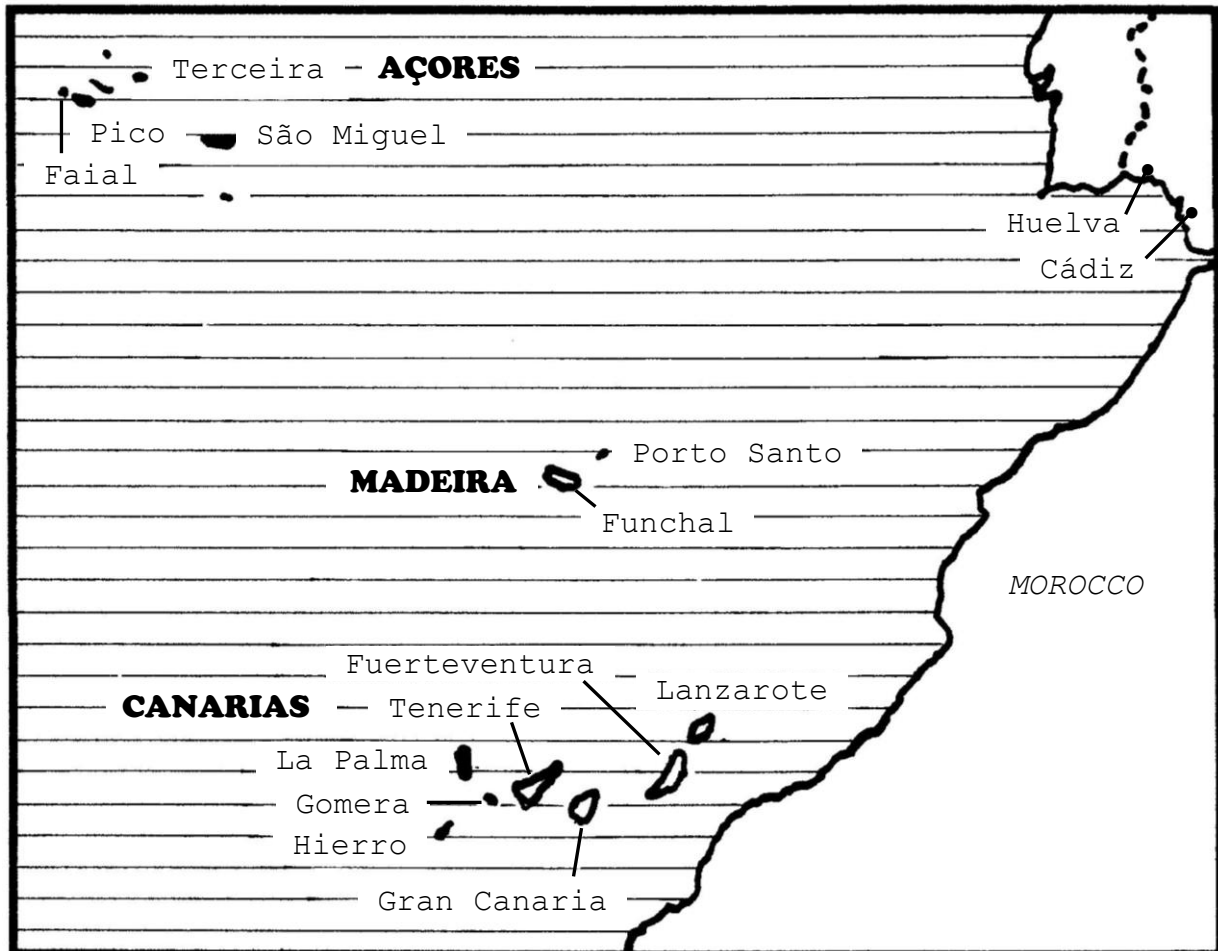 Terceira
AÇORES
Pico
São Miguel
Faial
Huelva
Cádiz
Porto Santo
MADEIRA
Funchal
MOROCCO
Fuerteventura
Lanzarote
CANARIAS
Tenerife
La Palma
Gomera
Hierro
Gran Canaria